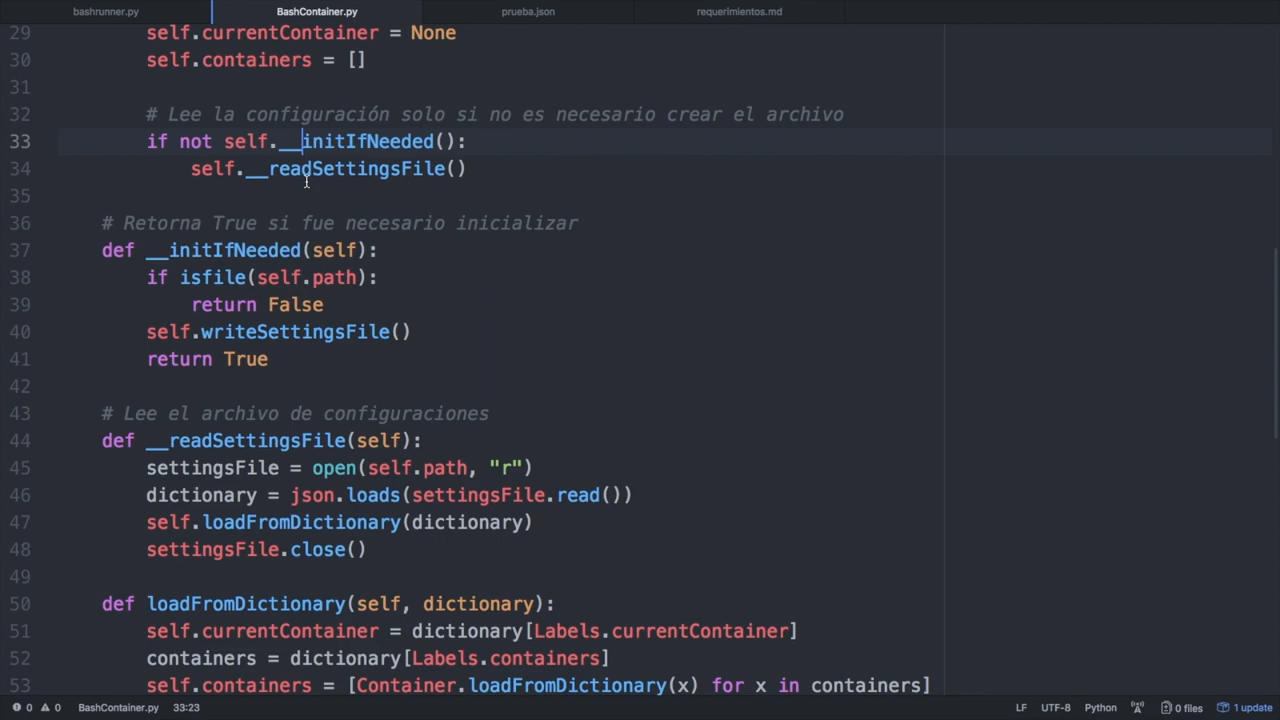 bashrunner.py BashContainer.py prueba.json requerimientos.md
29 self.currentContainer = None
30 self.containers = []
31
32 # Lee la configuración solo si no es necesario crear el archivo
33 if not self.__initIfNeeded():
34 self.__readSettingsFile()
35
36 # Retorna True si fue necesario inicializar
37 def __initIfNeeded(self):
38 if isfile(self.path):
39 return False
40 self.writeSettingsFile()
41 return True
42
43 # Lee el archivo de configuraciones
44 def __readSettingsFile(self):
45 settingsFile = open(self.path, "r")
46 dictionary = json.loads(settingsFile.read())
47 self.loadFromDictionary(dictionary)
48 settingsFile.close()
49
50 def loadFromDictionary(self, dictionary):
51 self.currentContainer = dictionary[Labels.currentContainer]
52 containers = dictionary[Labels.containers]
53 self.containers = [Container.loadFromDictionary(x) for x in containers]
0 0 BashContainer.py 33:23 LF UTF-8 Python 0 files 1 update